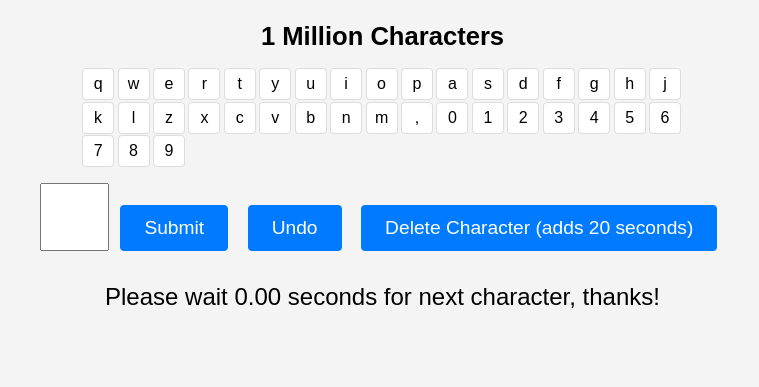 1 Million Characters
q w e r t y u i o p a s d f g h j
k l z x c v b n m , 0 1 2 3 4 5 6
7 8 9
Submit Undo Delete Character (adds 20 seconds)
Please wait 0.00 seconds for next character, thanks!